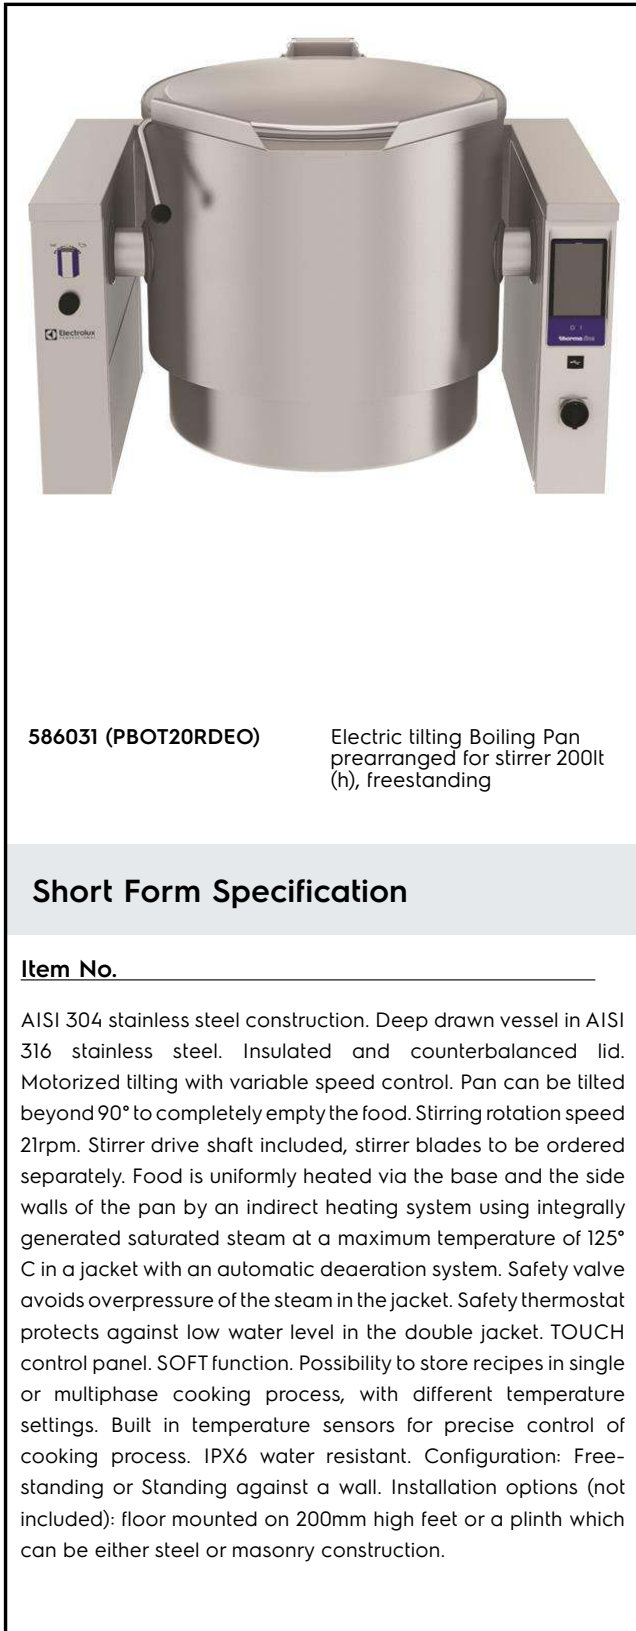 Electrolux
PROFESSIONAL
thermaline
586031 (PBOT20RDEO)
Electric tilting Boiling Pan
prearranged for stirrer 200lt
(h), freestanding
Short Form Specification
Item No.
AISI 304 stainless steel construction. Deep drawn vessel in AISI
316 stainless steel. Insulated and counterbalanced lid.
Motorized tilting with variable speed control. Pan can be tilted
beyond 90° to completely empty the food. Stirring rotation speed
21rpm. Stirrer drive shaft included, stirrer blades to be ordered
separately. Food is uniformly heated via the base and the side
walls of the pan by an indirect heating system using integrally
generated saturated steam at a maximum temperature of 125°
C in a jacket with an automatic deaeration system. Safety valve
avoids overpressure of the steam in the jacket. Safety thermostat
protects against low water level in the double jacket. TOUCH
control panel. SOFT function. Possibility to store recipes in single
or multiphase cooking process, with different temperature
settings. Built in temperature sensors for precise control of
cooking process. IPX6 water resistant. Configuration: Free-
standing or Standing against a wall. Installation options (not
included): floor mounted on 200mm high feet or a plinth which
can be either steel or masonry construction.